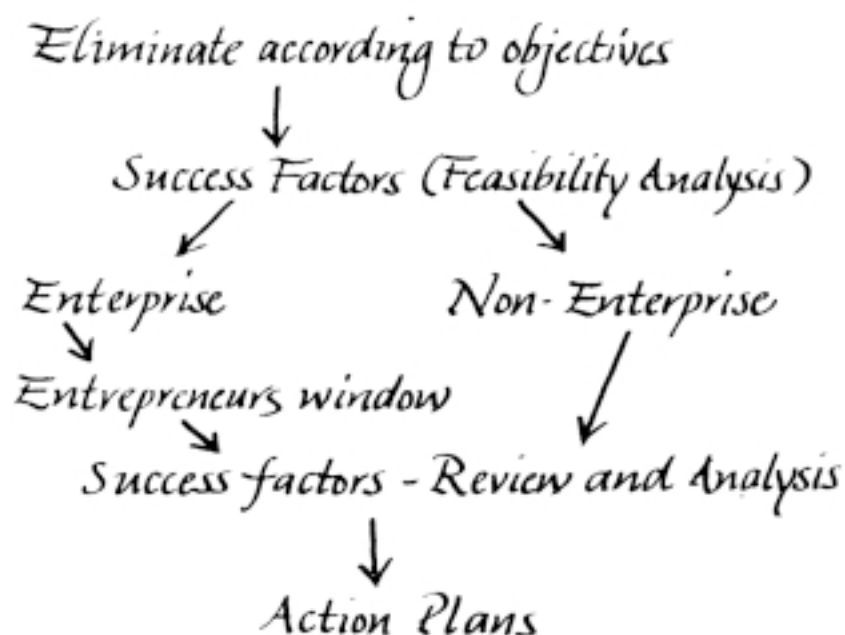 Eliminate according to objectives
Success Factors (Feasibility Analysis)
Enterprise
Non-Enterprise
Entrepreneurs window
Success factors - Review and Analysis
Action Plans